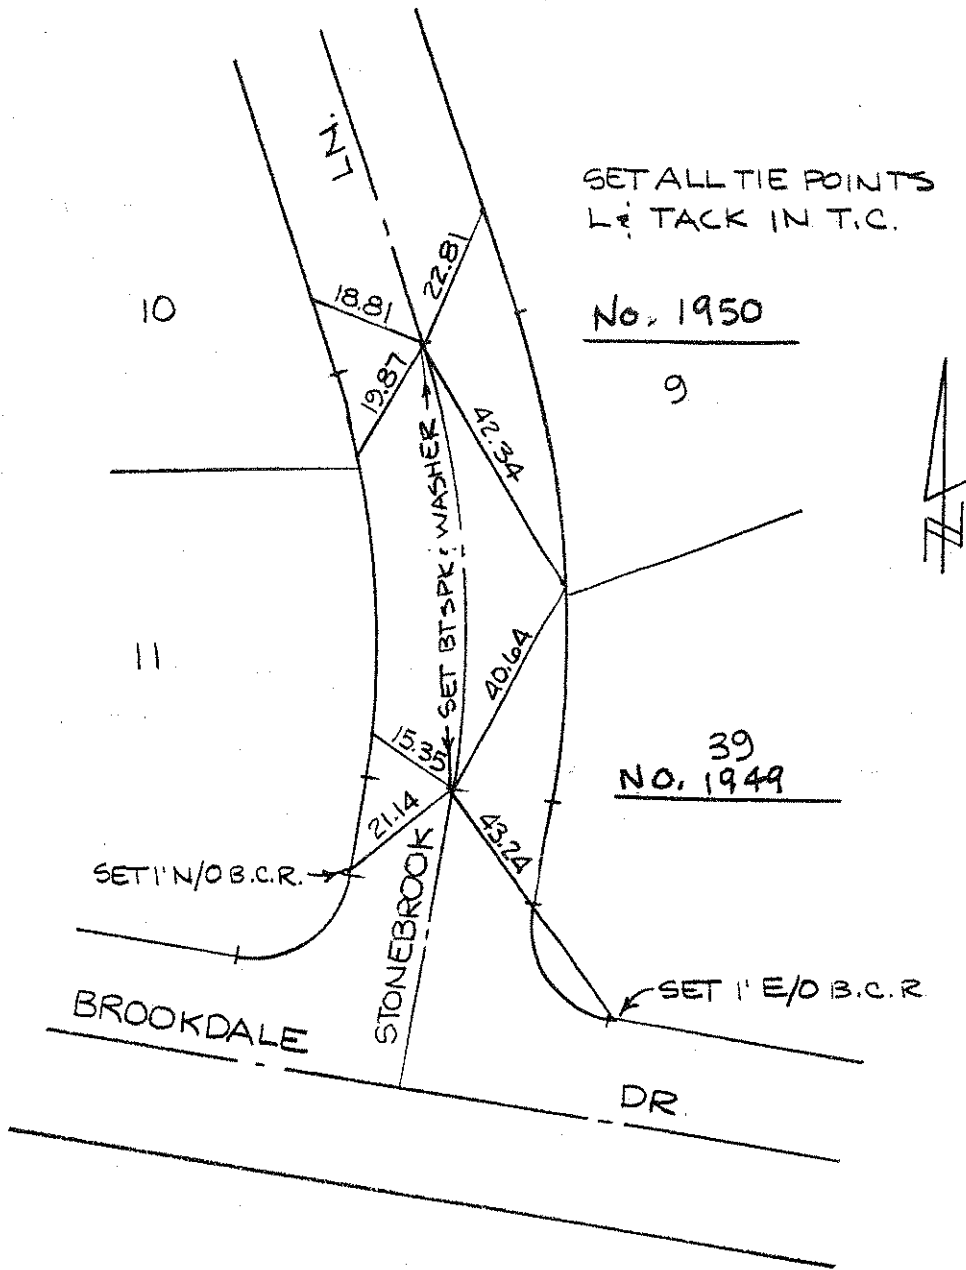 LN.
SET ALL TIE POINTS
L & TACK IN T.C.
10
18.81
22.81
No. 1950
9
19.87
42.34
SET BTSPK & WASHER
N
11
40.64
15.35
39
NO. 1949
21.14
43.24
SET 1' N/O B.C.R.
STONEBROOK
SET 1' E/O B.C.R
BROOKDALE
DR.